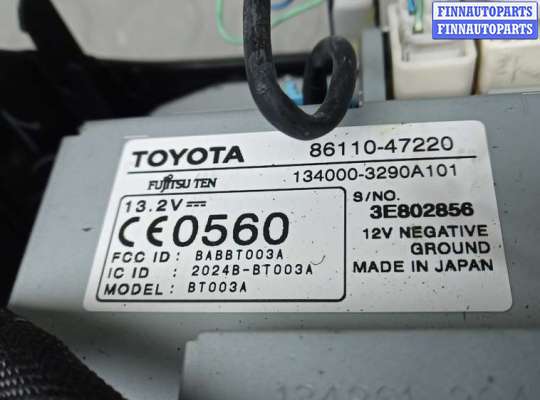 FINNAUTOPARTS
FINNAUTOPARTS
TOYOTA 86110-47220
FUJITSU TEN 134000-3290A101
13.2V⎓ S/NO.
3E802856
CE0560
12V NEGATIVE
GROUND
FCC ID : BABBT003A
IC ID : 2024B-BT003A
MADE IN JAPAN
MODEL : BT003A